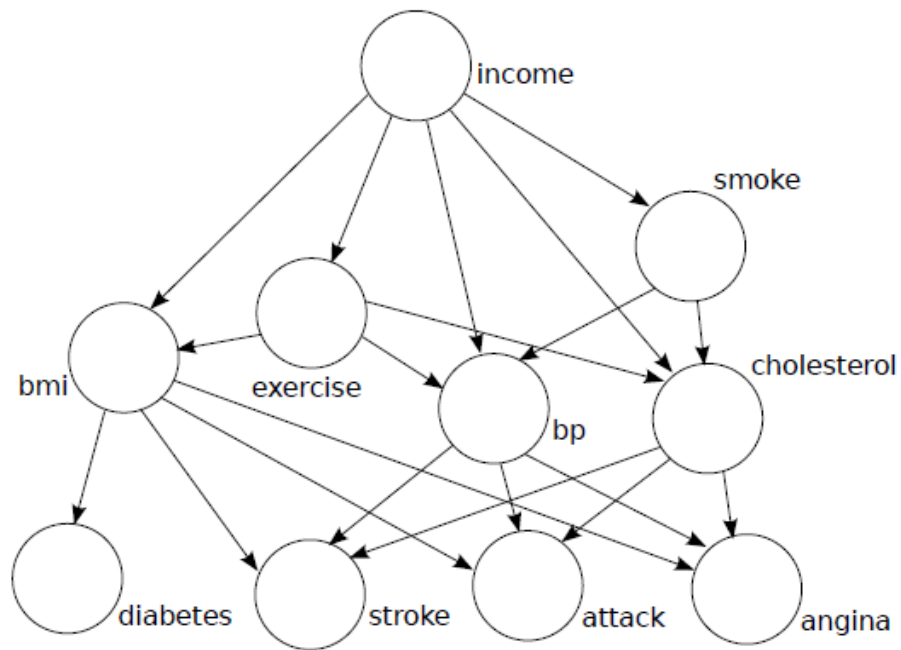 income
smoke
exercise
bmi
cholesterol
bp
diabetes
stroke
attack
angina